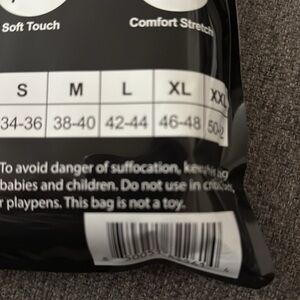 Soft Touch Comfort Stretch
S M L XL XXL
34-36 38-40 42-44 46-48
To avoid danger of suffocation,
babies and children. Do not use in
playpens. This bag is not a toy.